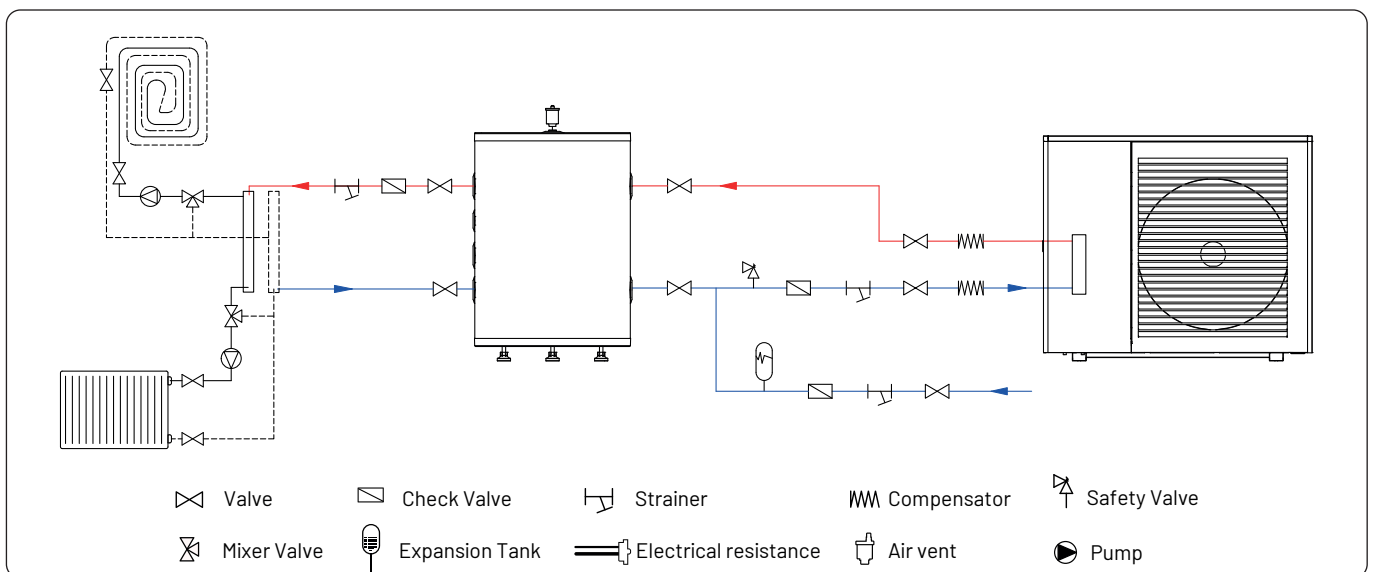 Valve
Check Valve
Strainer
Compensator
Safety Valve
Mixer Valve
Expansion Tank
Electrical resistance
Air vent
Pump